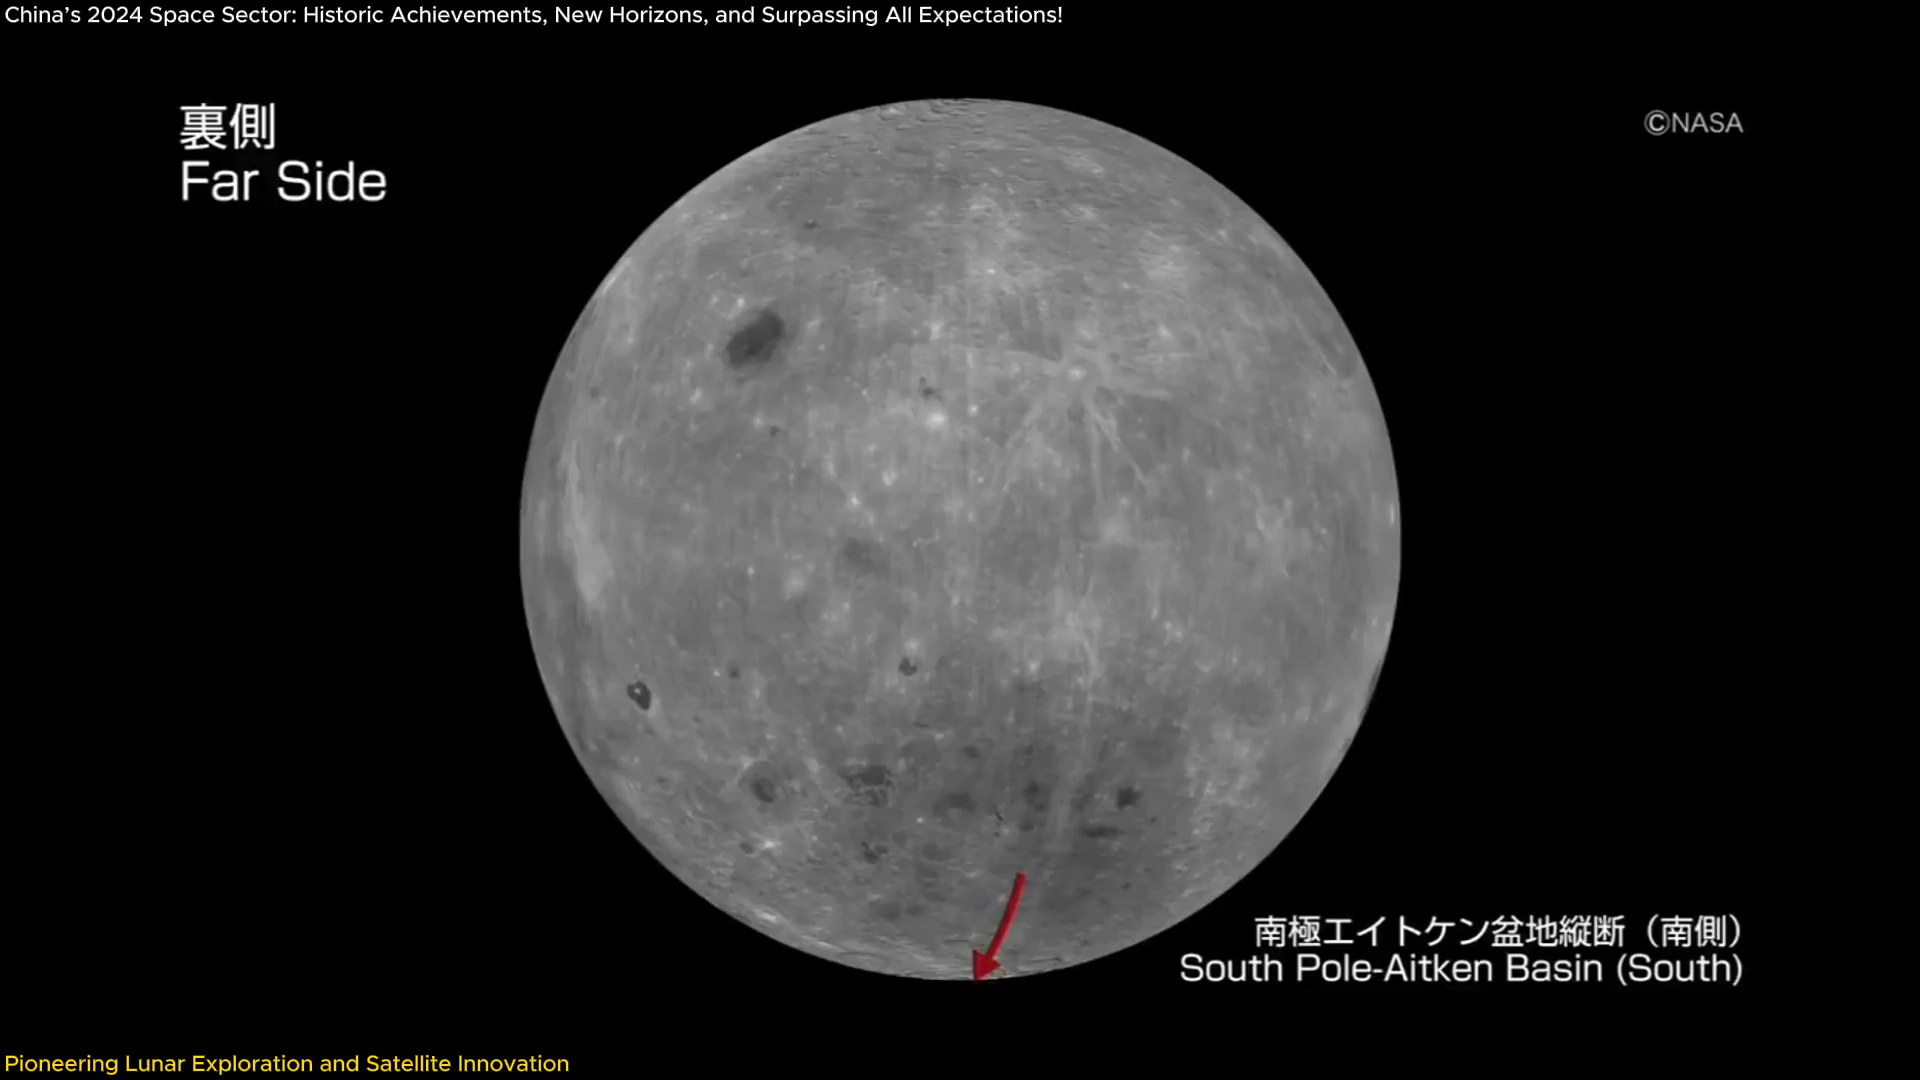 China’s 2024 Space Sector: Historic Achievements, New Horizons, and Surpassing All Expectations!
裏側
Far Side
©NASA
南極エイトケン盆地縦断（南側）
South Pole-Aitken Basin (South)
Pioneering Lunar Exploration and Satellite Innovation